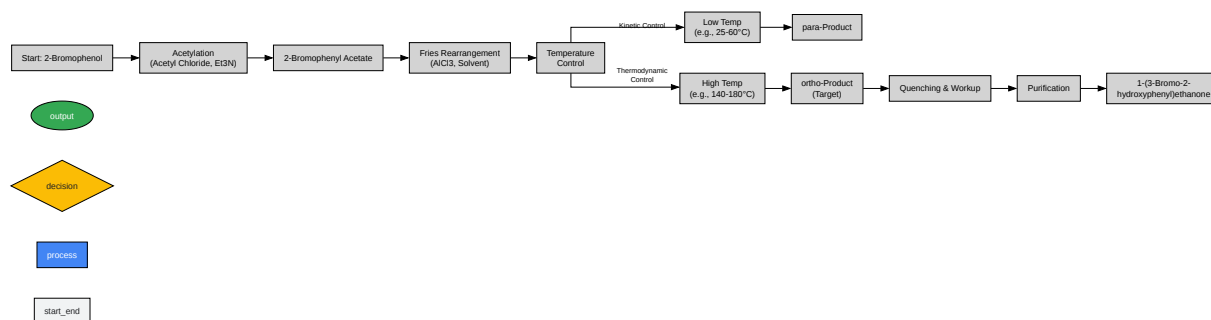 Start: 2-Bromophenol
Acetylation
(Acetyl Chloride, Et3N)
2-Bromophenyl Acetate
Fries Rearrangement
(AlCl3, Solvent)
Temperature
Control
Kinetic Control
Low Temp
(e.g., 25-60°C)
para-Product
Thermodynamic
Control
High Temp
(e.g., 140-180°C)
ortho-Product
(Target)
Quenching & Workup
Purification
1-(3-Bromo-2-
hydroxyphenyl)ethanone
output
decision
process
start_end